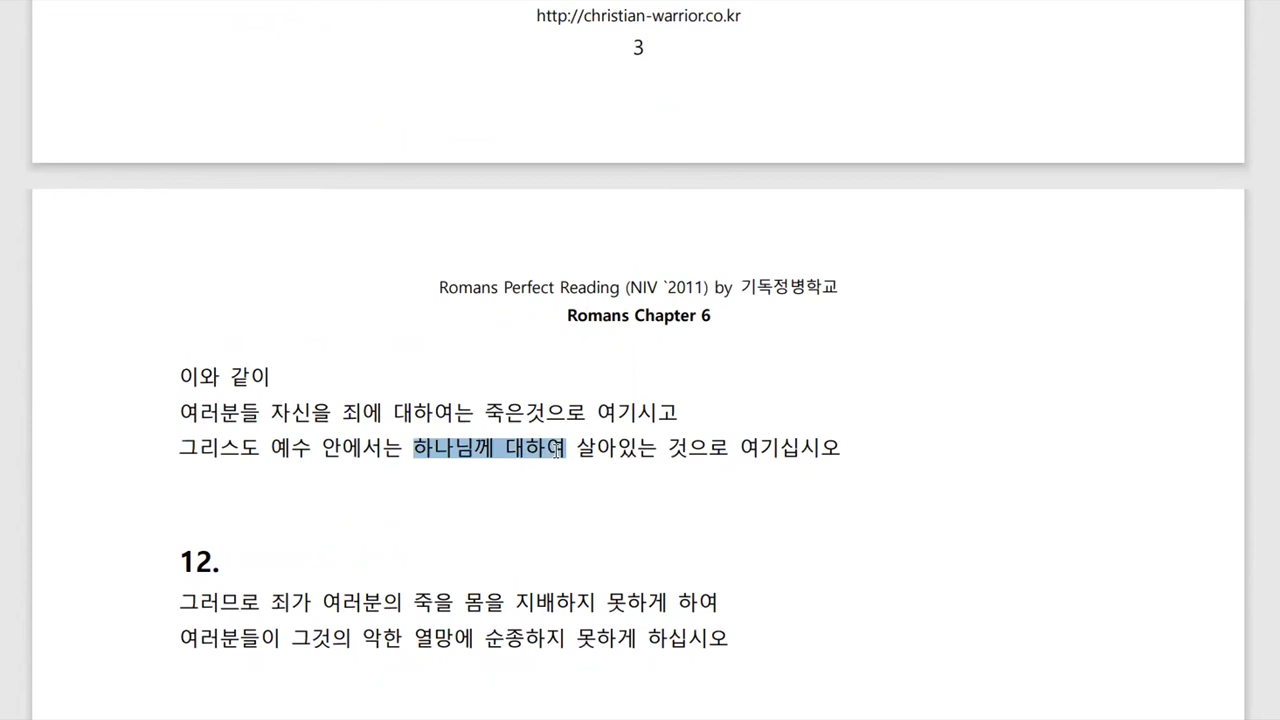 http://christian-warrior.co.kr
3
Romans Perfect Reading (NIV `2011) by 기독정병학교
Romans Chapter 6
이와 같이
여러분들 자신을 죄에 대하여는 죽은것으로 여기시고
그리스도 예수 안에서는 하나님께 대하여 살아있는 것으로 여기십시오
12.
그러므로 죄가 여러분의 죽을 몸을 지배하지 못하게 하여
여러분들이 그것의 악한 열망에 순종하지 못하게 하십시오